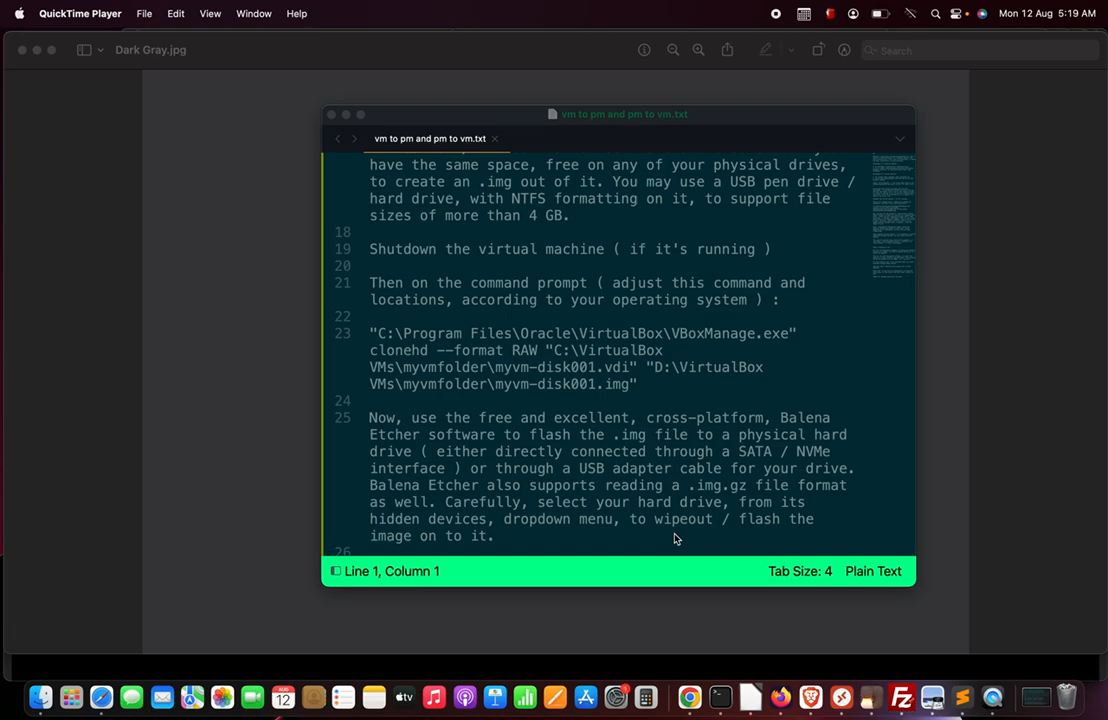 QuickTime Player File Edit View Window Help Mon 12 Aug 5:19 AM
Dark Gray.jpg Search
vm to pm and pm to vm.txt
vm to pm and pm to vm.txt
have the same space, free on any of your physical drives,
to create an .img out of it. You may use a USB pen drive /
hard drive, with NTFS formatting on it, to support file
sizes of more than 4 GB.
18
19 Shutdown the virtual machine ( if it's running )
20
21 Then on the command prompt ( adjust this command and
locations, according to your operating system ) :
22
23 "C:\Program Files\Oracle\VirtualBox\VBoxManage.exe"
clonehd --format RAW "C:\VirtualBox
VMs\myvmfolder\myvm-disk001.vdi" "D:\VirtualBox
VMs\myvmfolder\myvm-disk001.img"
24
25 Now, use the free and excellent, cross-platform, Balena
Etcher software to flash the .img file to a physical hard
drive ( either directly connected through a SATA / NVMe
interface ) or through a USB adapter cable for your drive.
Balena Etcher also supports reading a .img.gz file format
as well. Carefully, select your hard drive, from its
hidden devices, dropdown menu, to wipeout / flash the
image on to it.
26
Line 1, Column 1 Tab Size: 4 Plain Text
AUG
12
tv
1